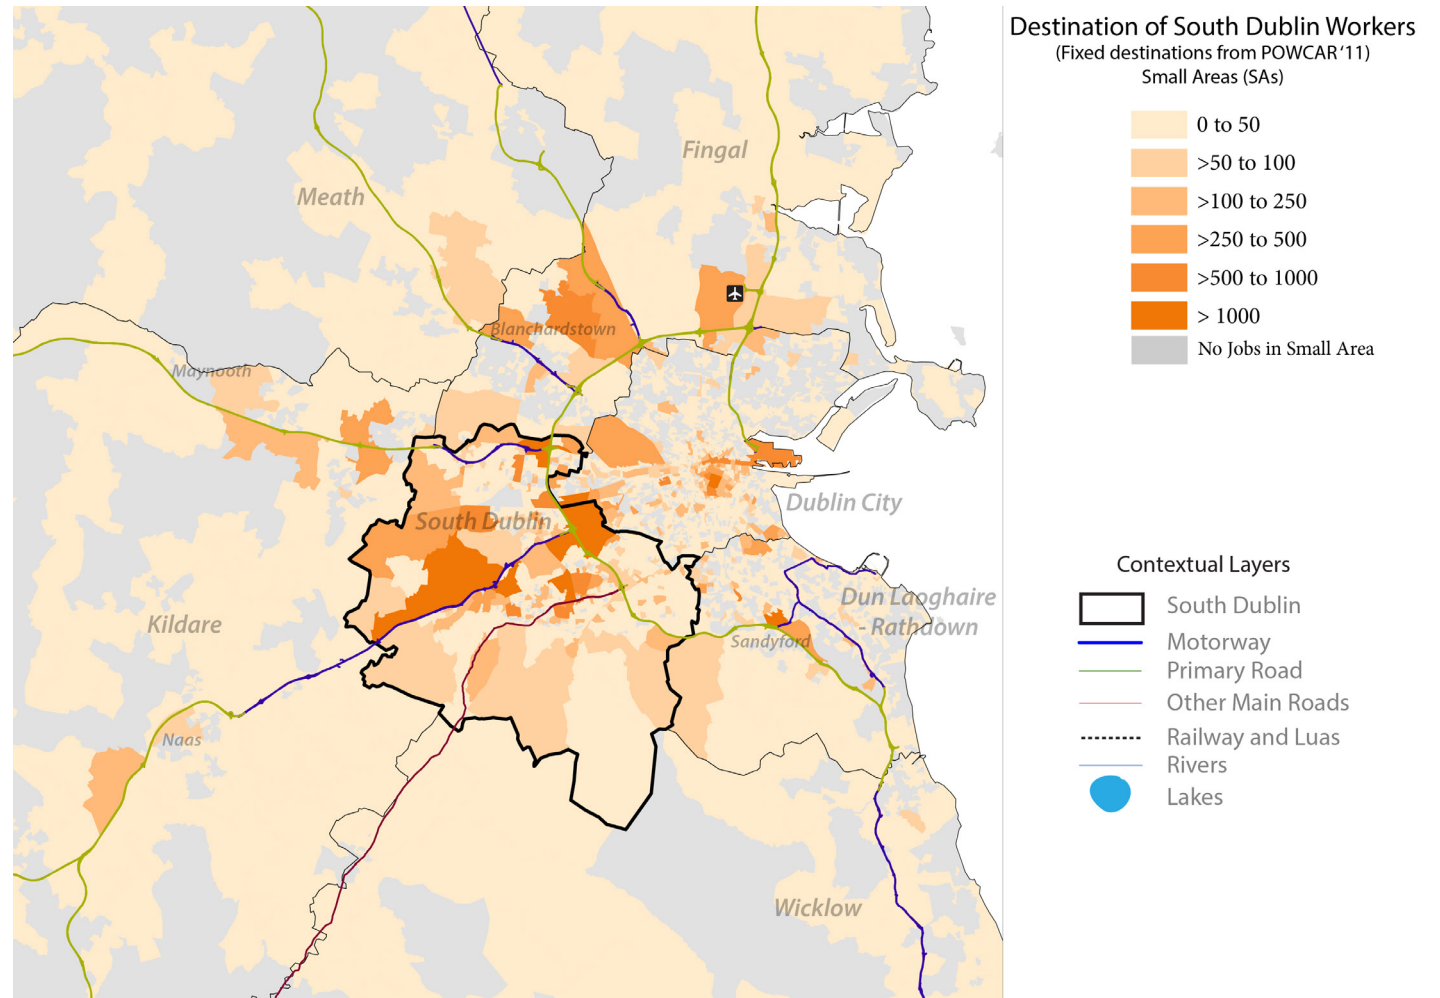 Destination of South Dublin Workers
(Fixed destinations from POWCAR '11)
Small Areas (SAs)
0 to 50
>50 to 100
>100 to 250
>250 to 500
>500 to 1000
> 1000
No Jobs in Small Area
Fingal
Meath
Blanchardstown
Maynooth
Dublin City
South Dublin
Dun Laoghaire
- Rathdown
Kildare
Sandyford
Naas
Wicklow
Contextual Layers
South Dublin
Motorway
Primary Road
Other Main Roads
Railway and Luas
Rivers
Lakes